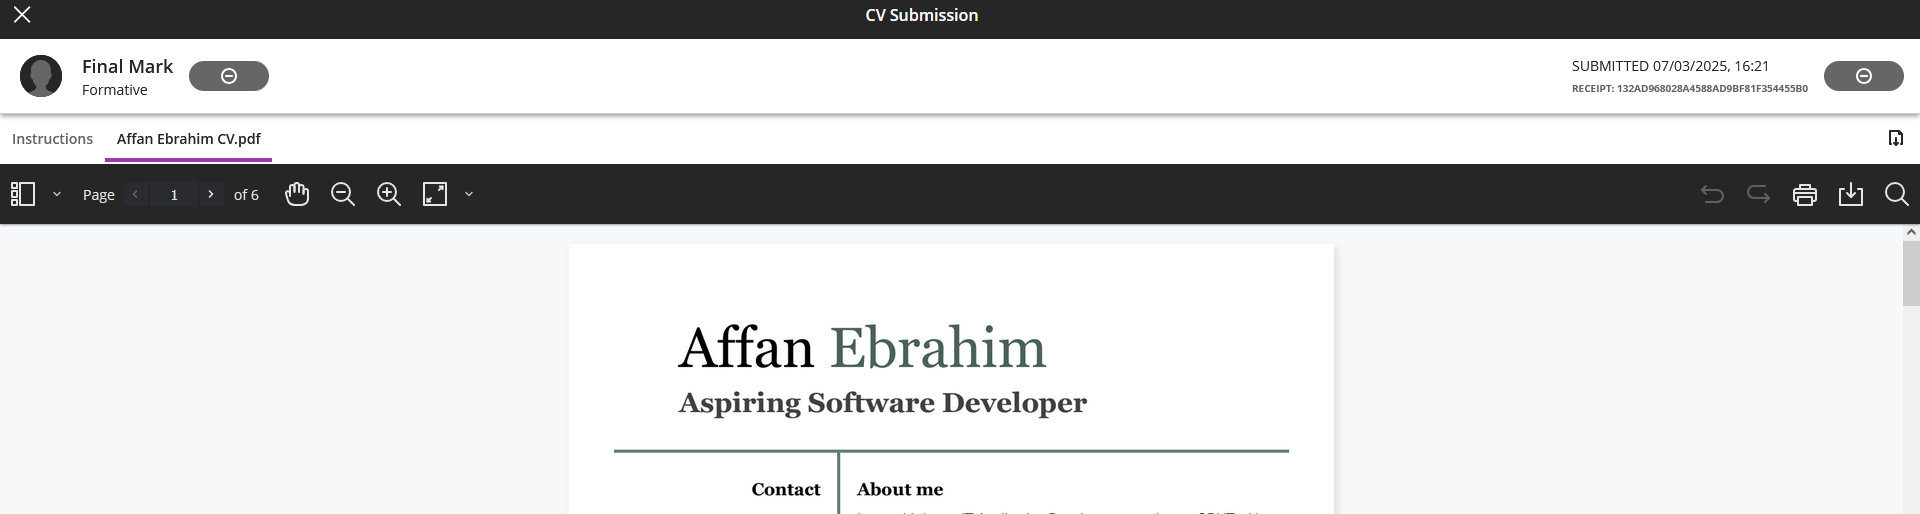 CV Submission
Final Mark
Formative
SUBMITTED 07/03/2025, 16:21
RECEIPT: 132AD968028A4588AD9BF81F354455B0
Instructions
Affan Ebrahim CV.pdf
Page 1 of 6
Affan Ebrahim
Aspiring Software Developer
Contact
About me